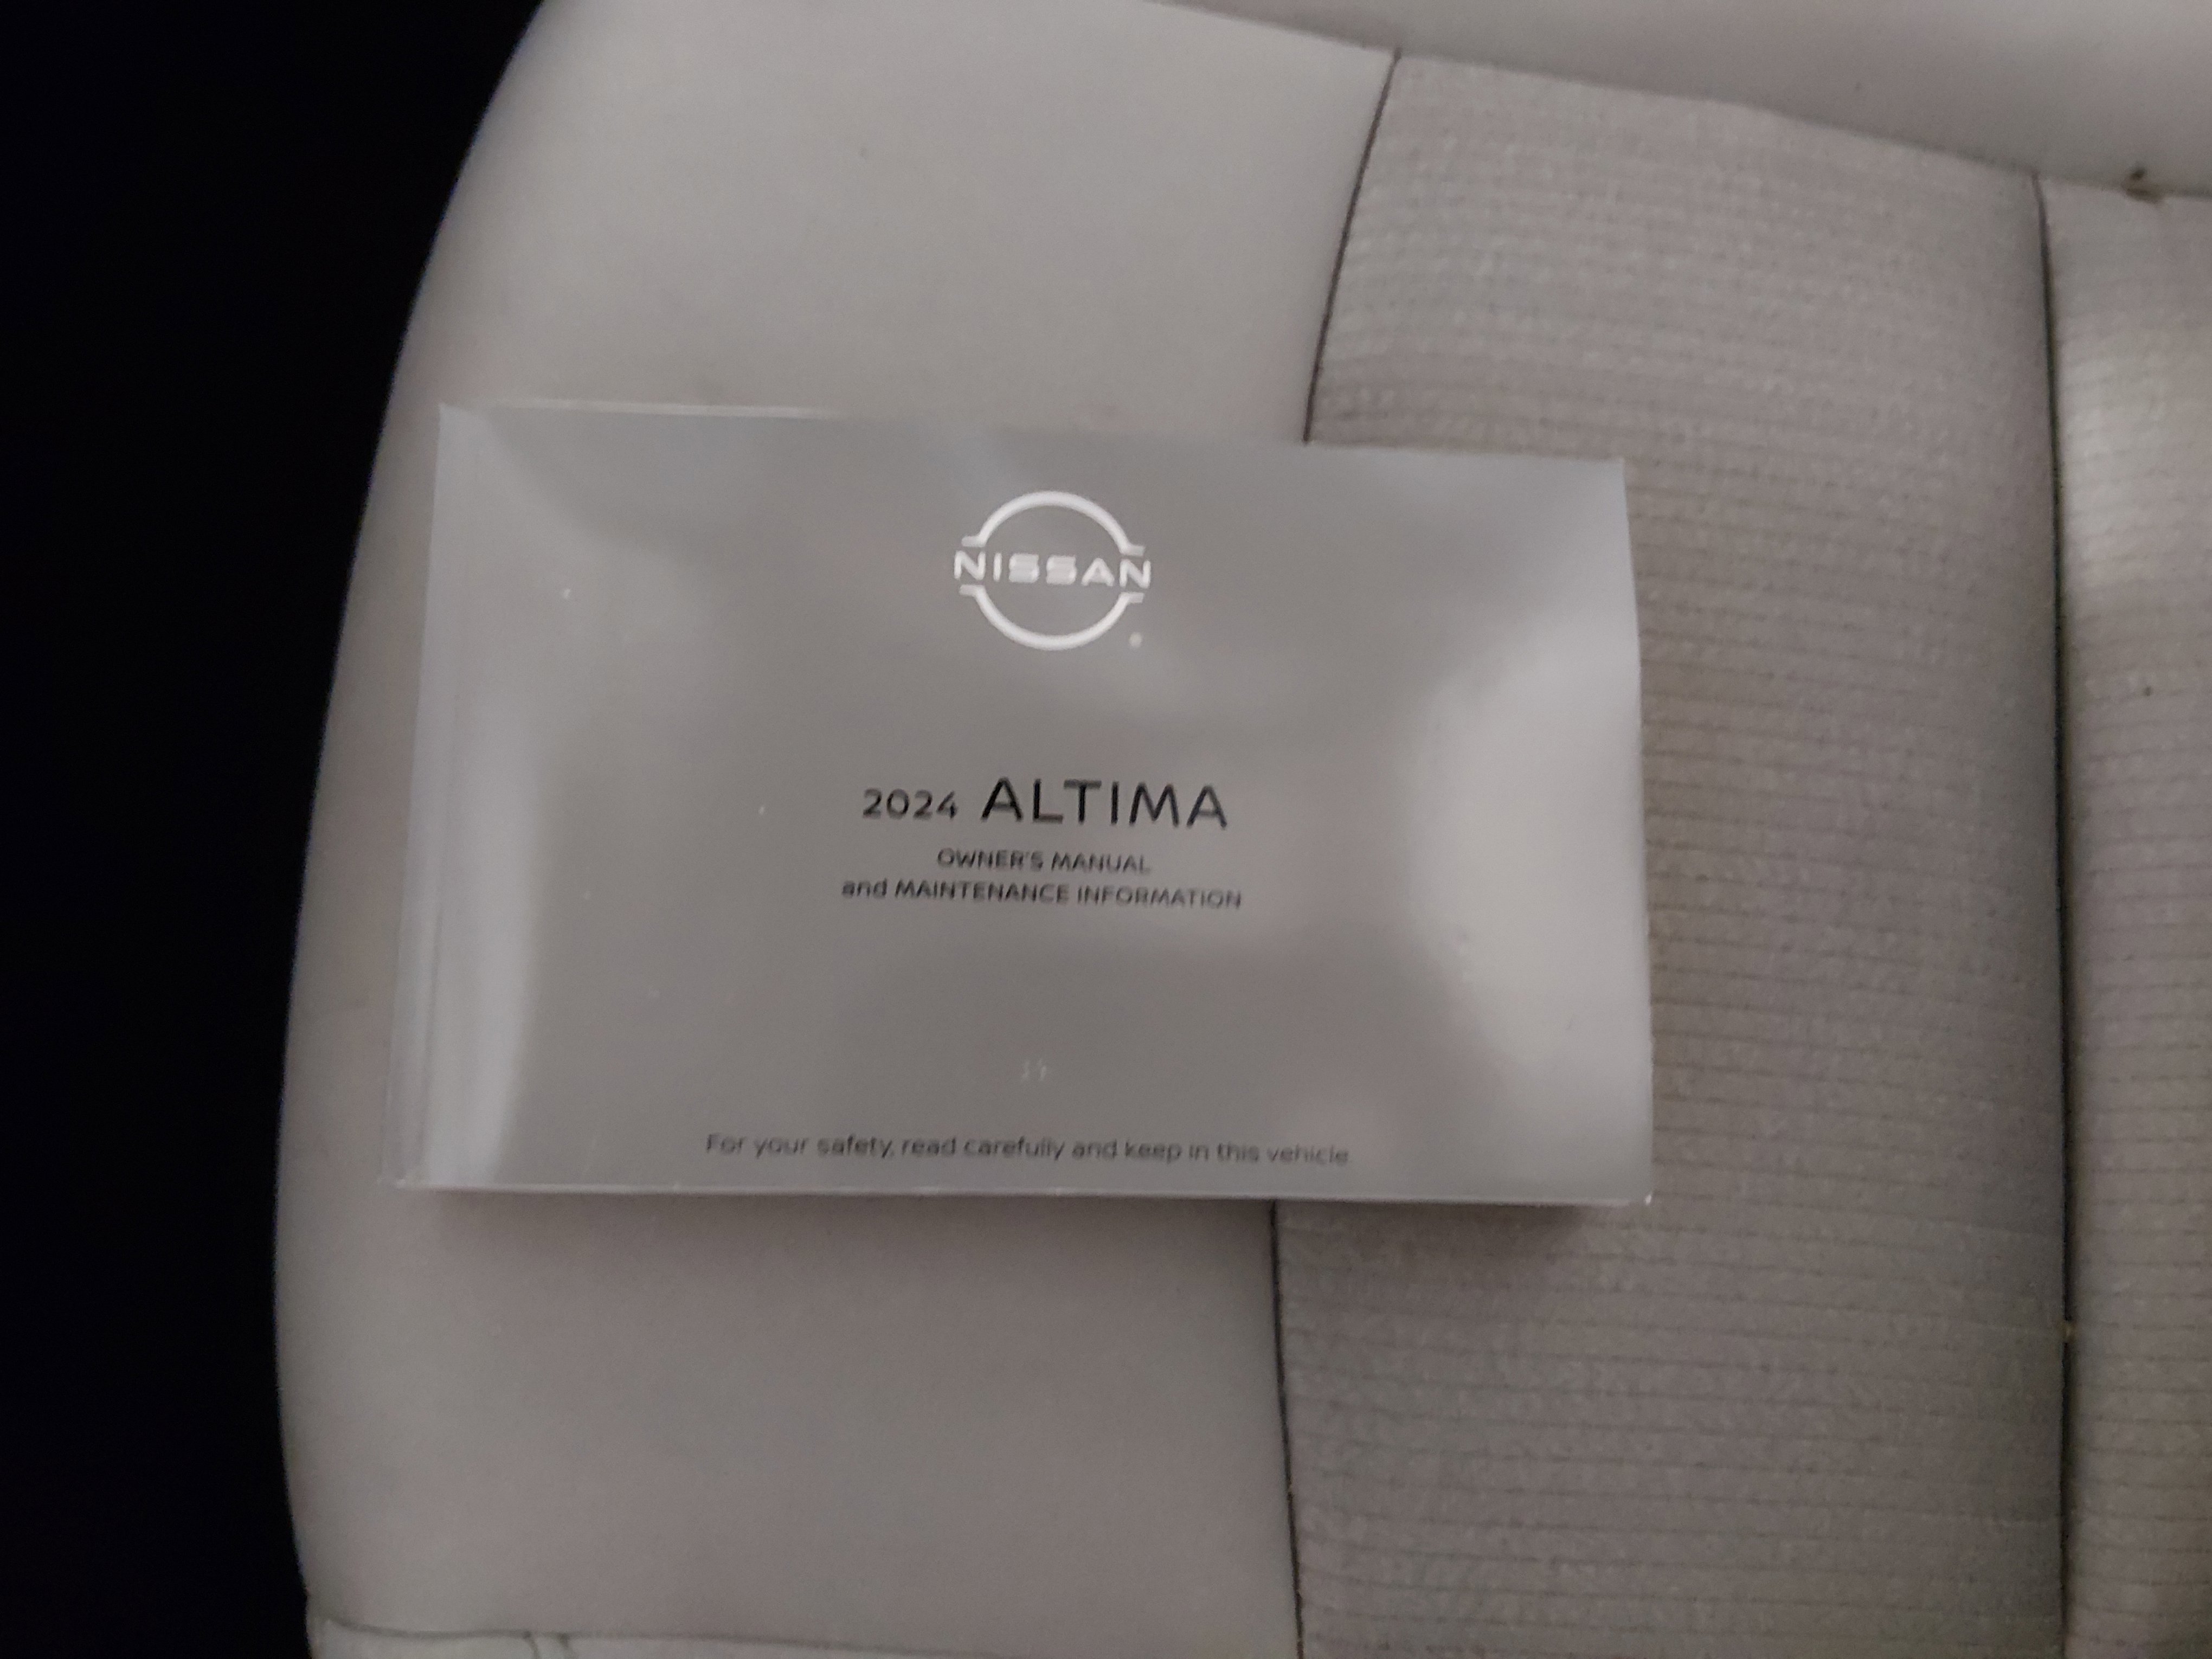 NISSAN
2024 ALTIMA
OWNER'S MANUAL
and MAINTENANCE INFORMATION
For your safety, read carefully and keep in this vehicle.